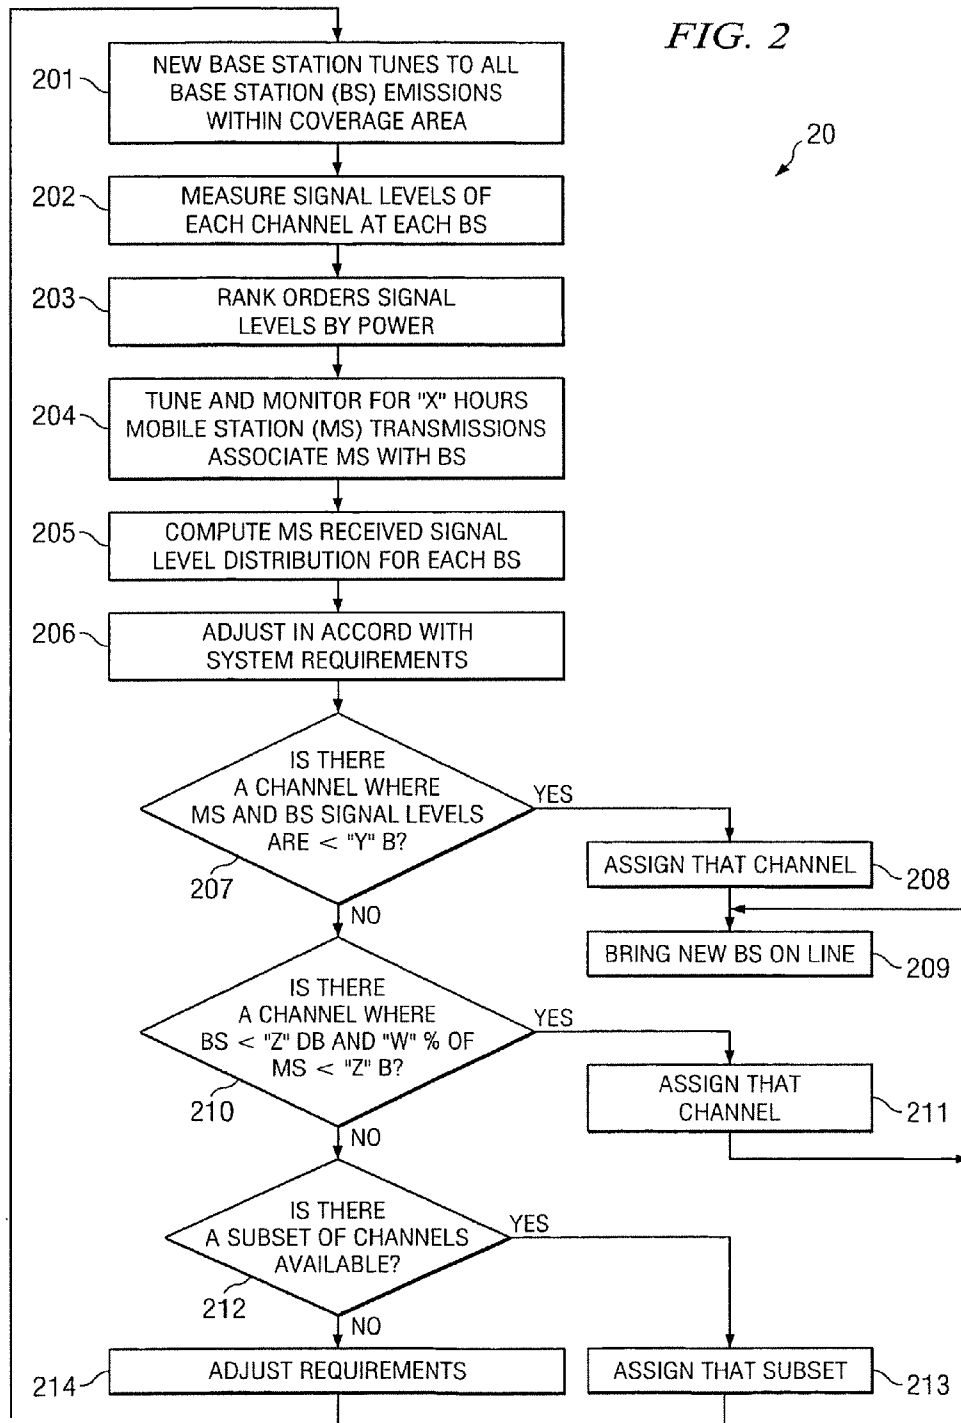 FIG. 2
20
201
NEW BASE STATION TUNES TO ALL
BASE STATION (BS) EMISSIONS
WITHIN COVERAGE AREA
202
MEASURE SIGNAL LEVELS OF
EACH CHANNEL AT EACH BS
203
RANK ORDERS SIGNAL
LEVELS BY POWER
204
TUNE AND MONITOR FOR "X" HOURS
MOBILE STATION (MS) TRANSMISSIONS
ASSOCIATE MS WITH BS
205
COMPUTE MS RECEIVED SIGNAL
LEVEL DISTRIBUTION FOR EACH BS
206
ADJUST IN ACCORD WITH
SYSTEM REQUIREMENTS
IS THERE
A CHANNEL WHERE
MS AND BS SIGNAL LEVELS
ARE < "Y" B?
207
YES
NO
ASSIGN THAT CHANNEL
208
BRING NEW BS ON LINE
209
IS THERE
A CHANNEL WHERE
BS < "Z" DB AND "W" % OF
MS < "Z" B?
210
YES
NO
ASSIGN THAT
CHANNEL
211
IS THERE
A SUBSET OF CHANNELS
AVAILABLE?
212
YES
NO
214
ADJUST REQUIREMENTS
ASSIGN THAT SUBSET
213